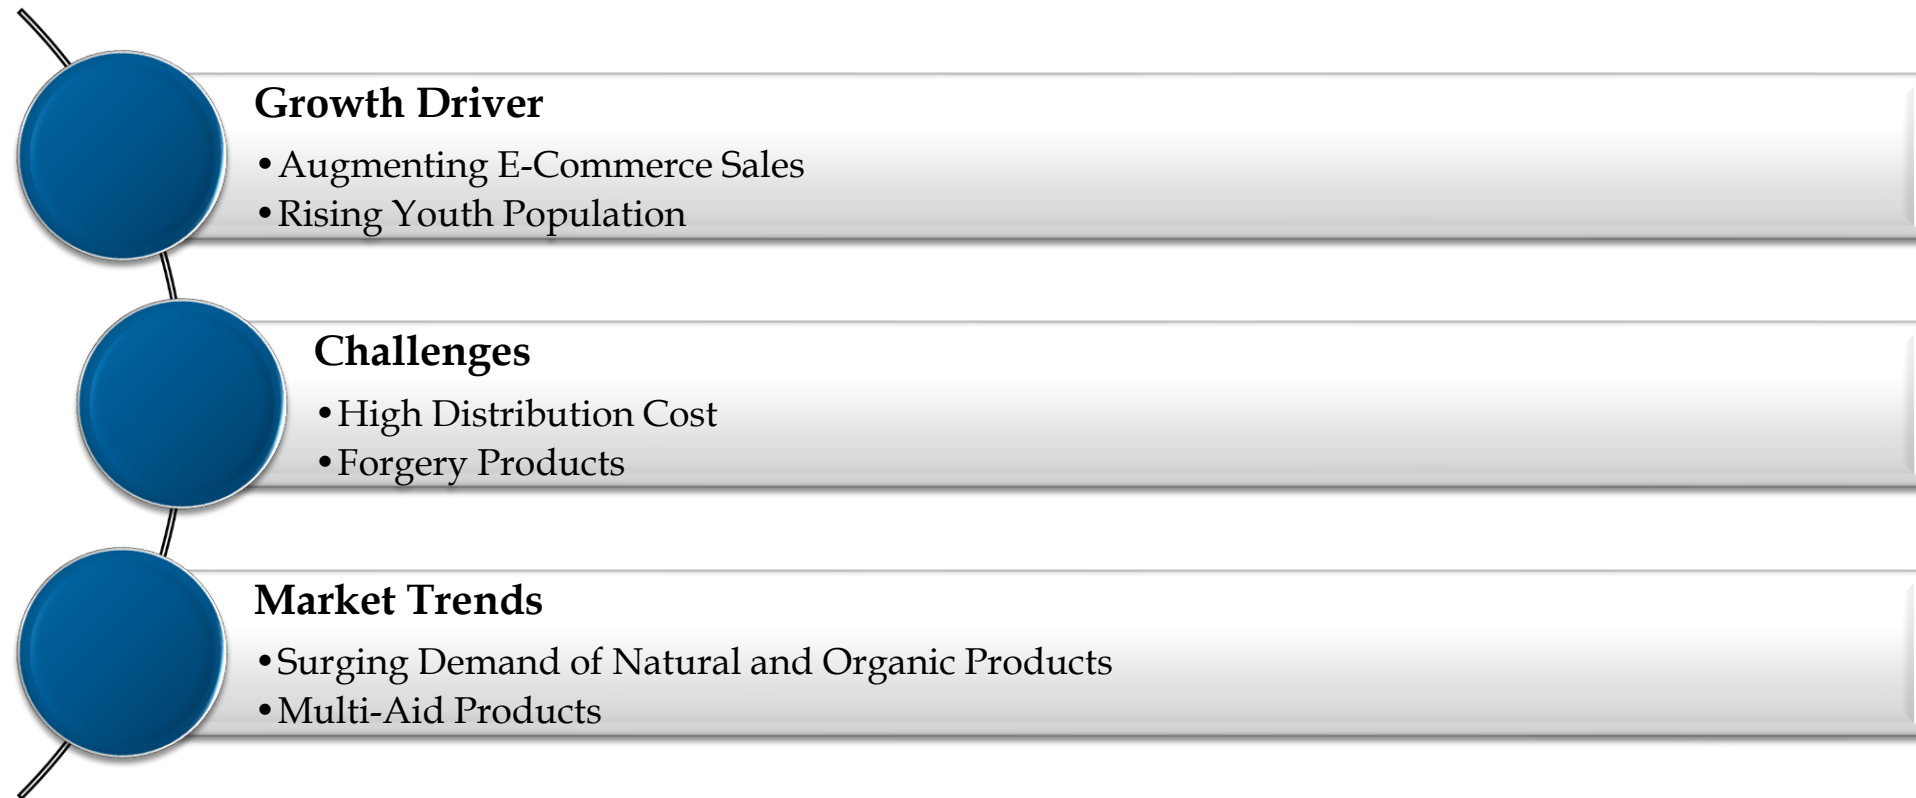 Growth Driver
•Augmenting E-Commerce Sales
•Rising Youth Population
Challenges
•High Distribution Cost
•Forgery Products
Market Trends
•Surging Demand of Natural and Organic Products
•Multi-Aid Products